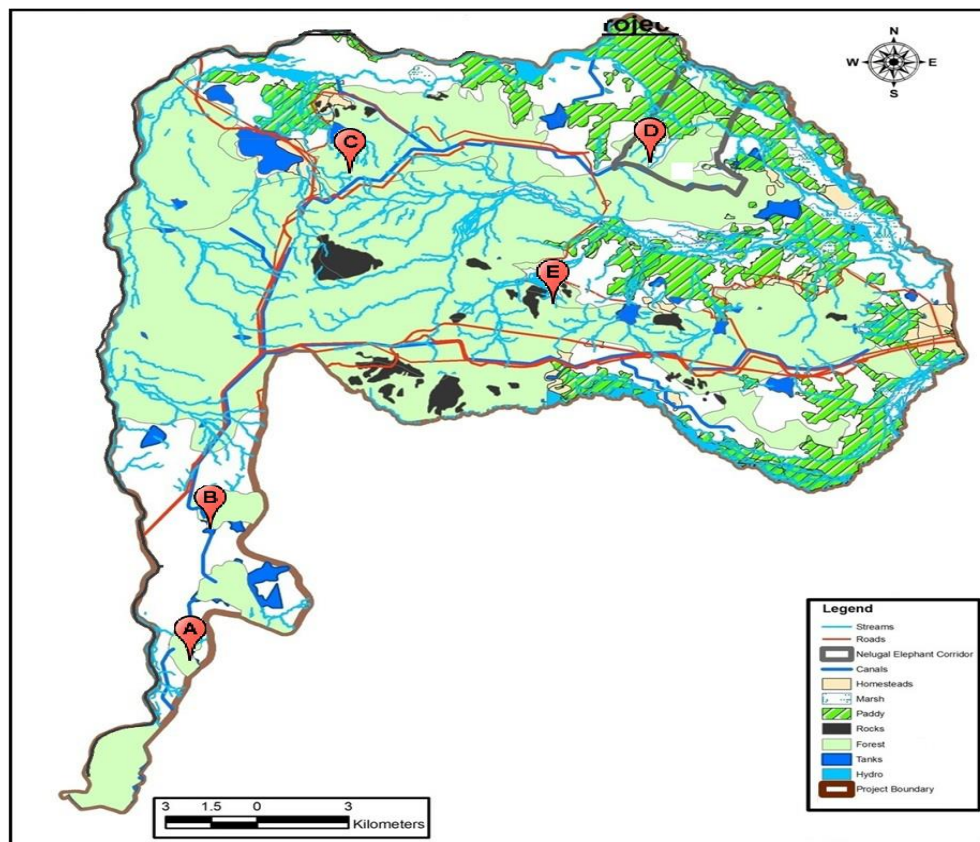 rojec
N
W E
S
C
D
E
B
A
Legend
Streams
Roads
Nelugal Elephant Corridor
Canals
Homesteads
Marsh
Paddy
Rocks
Forest
Tanks
Hydro
Project Boundary
3 1.5 0 3
Kilometers